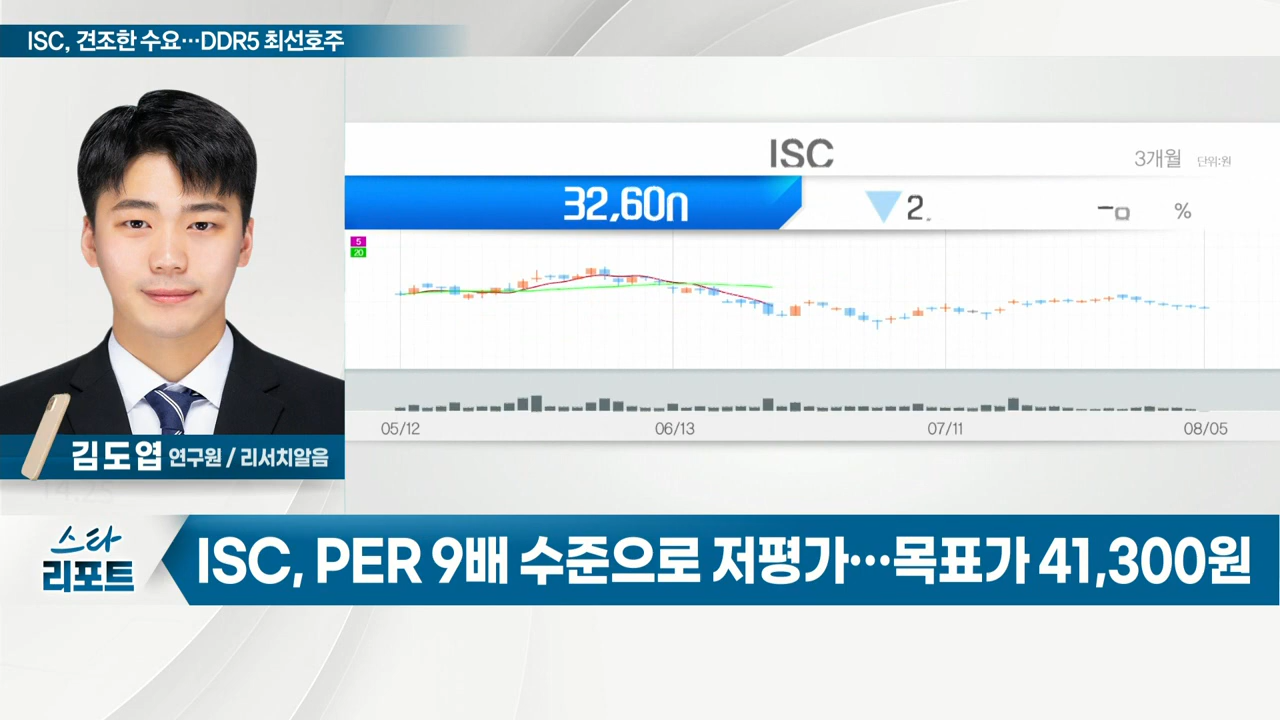 ISC, 견조한 수요…DDR5 최선호주
ISC
3개월 단위:원
2.
%
5
20
05/12 06/13 07/11 08/05
김도엽 연구원 / 리서치알음
스타
리포트
ISC, PER 9배 수준으로 저평가…목표가 41,300원